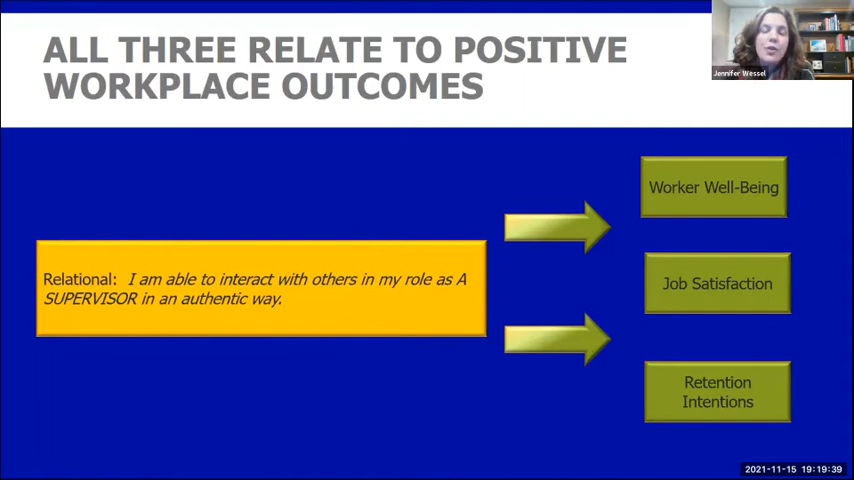 ALL THREE RELATE TO POSITIVE
WORKPLACE OUTCOMES
Jennifer Wessel
Worker Well-Being
Relational: I am able to interact with others in my role as A
SUPERVISOR in an authentic way.
Job Satisfaction
Retention
Intentions
2021-11-15 19:19:39